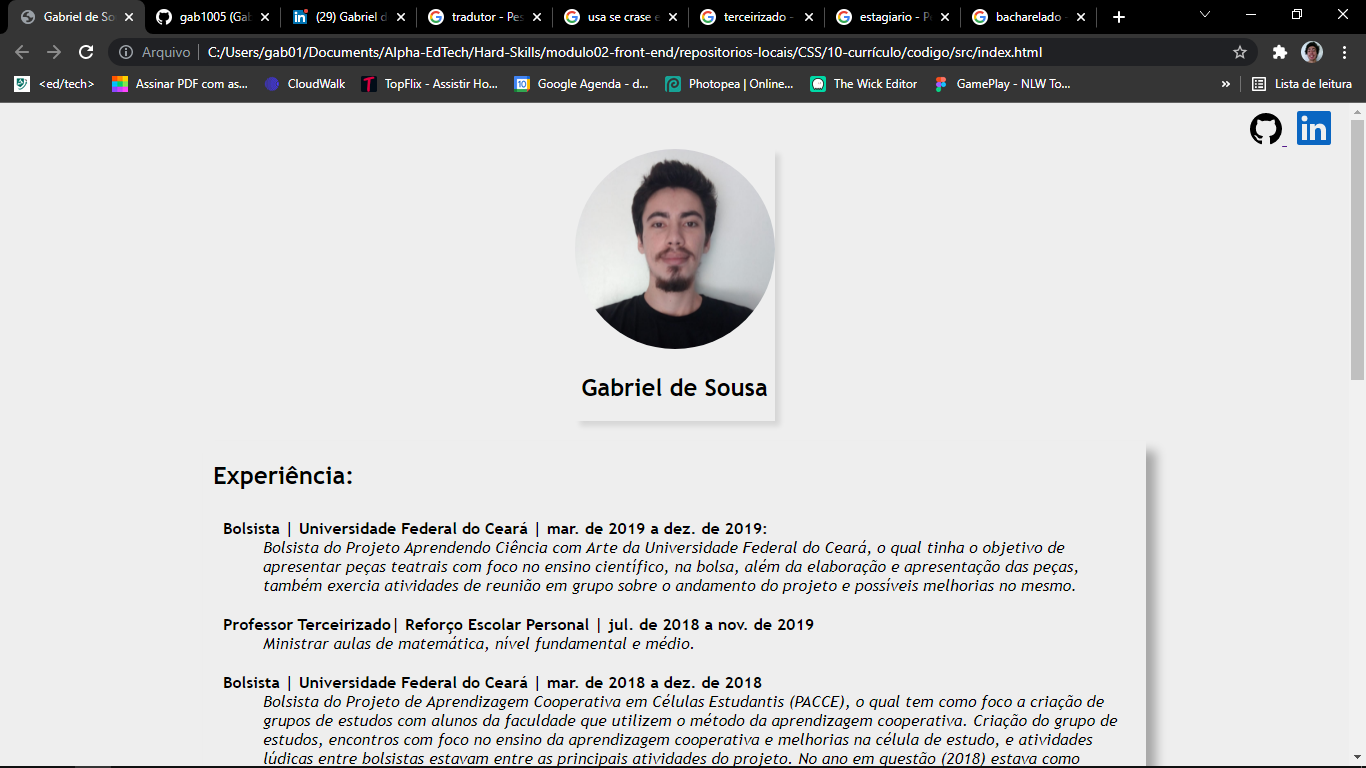 Gabriel de So
gab1005 (Gab
(29) Gabriel d
tradutor - Pes
usa se crase e
terceirizado -
estagiario - P
bacharelado -
Arquivo
C:/Users/gab01/Documents/Alpha-EdTech/Hard-Skills/modulo02-front-end/repositorios-locais/CSS/10-currículo/codigo/src/index.html
<ed/tech>
Assinar PDF com as...
CloudWalk
TopFlix - Assistir Ho...
Google Agenda - d...
Photopea | Online...
The Wick Editor
GamePlay - NLW To...
»
Lista de leitura
in
Gabriel de Sousa
Experiência:
Bolsista | Universidade Federal do Ceará | mar. de 2019 a dez. de 2019:
Bolsista do Projeto Aprendendo Ciência com Arte da Universidade Federal do Ceará, o qual tinha o objetivo de
apresentar peças teatrais com foco no ensino científico, na bolsa, além da elaboração e apresentação das peças,
também exercia atividades de reunião em grupo sobre o andamento do projeto e possíveis melhorias no mesmo.
Professor Terceirizado| Reforço Escolar Personal | jul. de 2018 a nov. de 2019
Ministrar aulas de matemática, nível fundamental e médio.
Bolsista | Universidade Federal do Ceará | mar. de 2018 a dez. de 2018
Bolsista do Projeto de Aprendizagem Cooperativa em Células Estudantis (PACCE), o qual tem como foco a criação de
grupos de estudos com alunos da faculdade que utilizem o método da aprendizagem cooperativa. Criação do grupo de
estudos, encontros com foco no ensino da aprendizagem cooperativa e melhorias na célula de estudo, e atividades
lúdicas entre bolsistas estavam entre as principais atividades do projeto. No ano em questão (2018) estava como